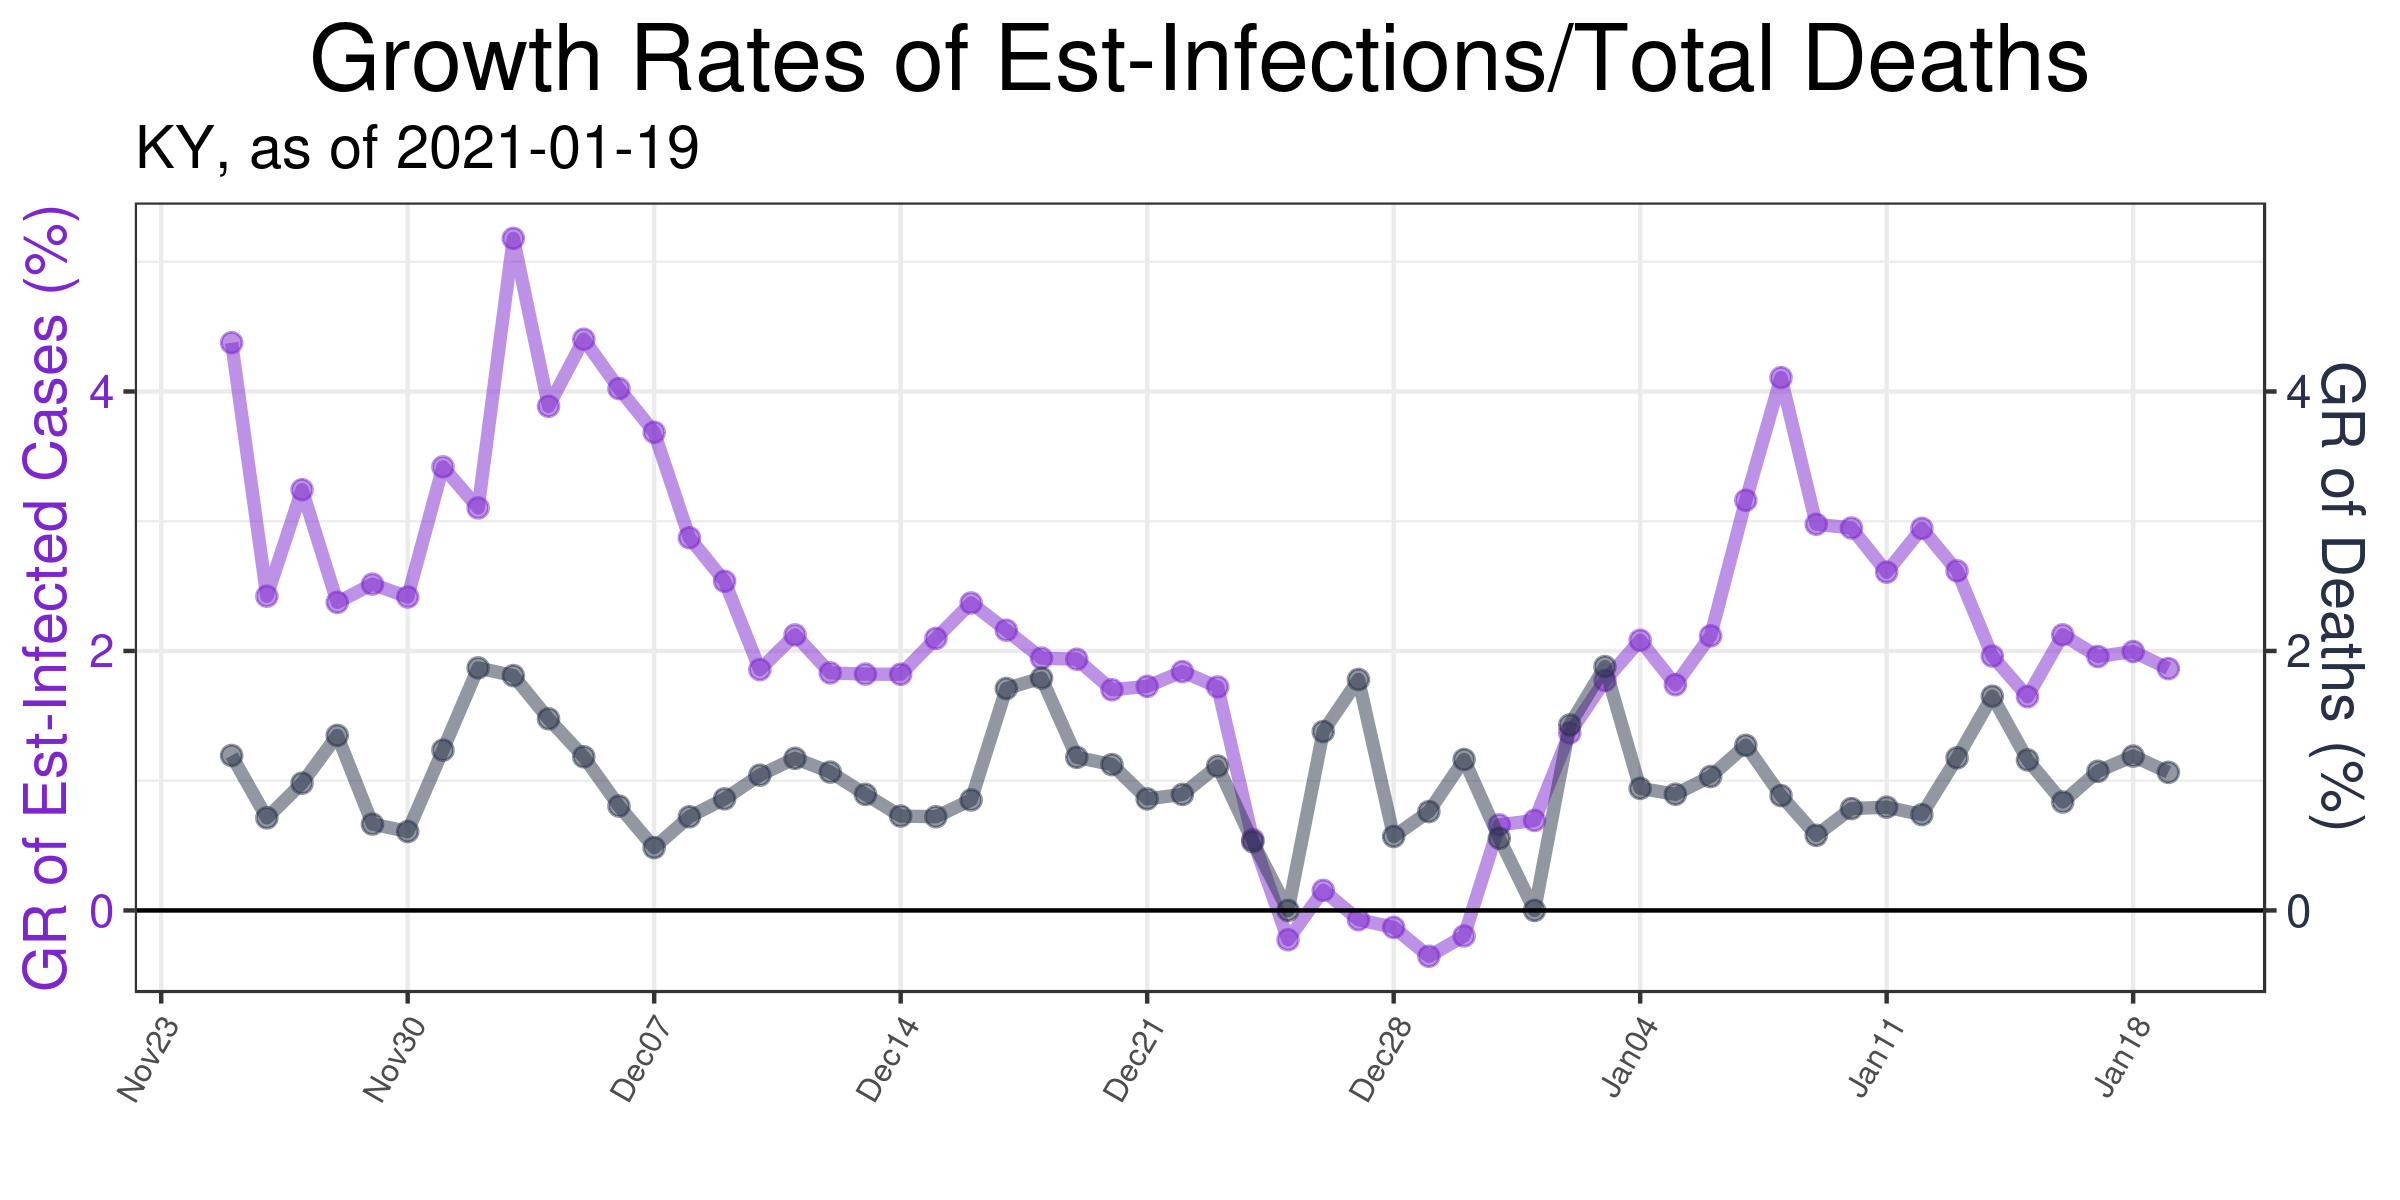 Growth Rates of Est-Infections/Total Deaths
KY, as of 2021-01-19
GR of Est-Infected Cases (%)
4
2
0
4
2
0
GR of Deaths (%)
Nov23
Nov30
Dec07
Dec14
Dec21
Dec28
Jan04
Jan11
Jan18